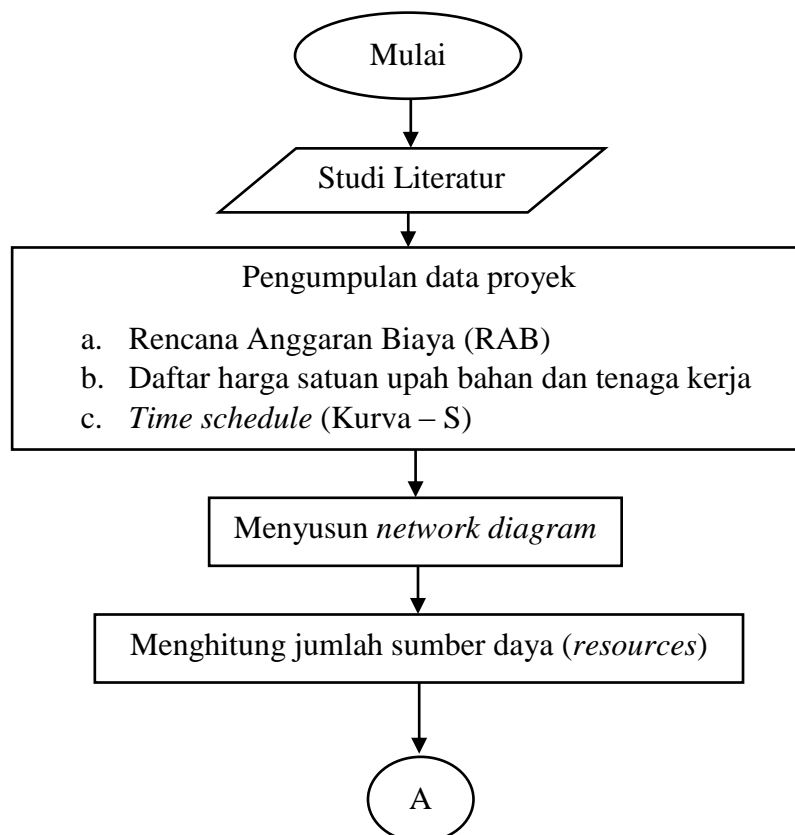 Mulai
Studi Literatur
Pengumpulan data proyek
a. Rencana Anggaran Biaya (RAB)
b. Daftar harga satuan upah bahan dan tenaga kerja
c. Time schedule (Kurva – S)
Menyusun network diagram
Menghitung jumlah sumber daya (resources)
A